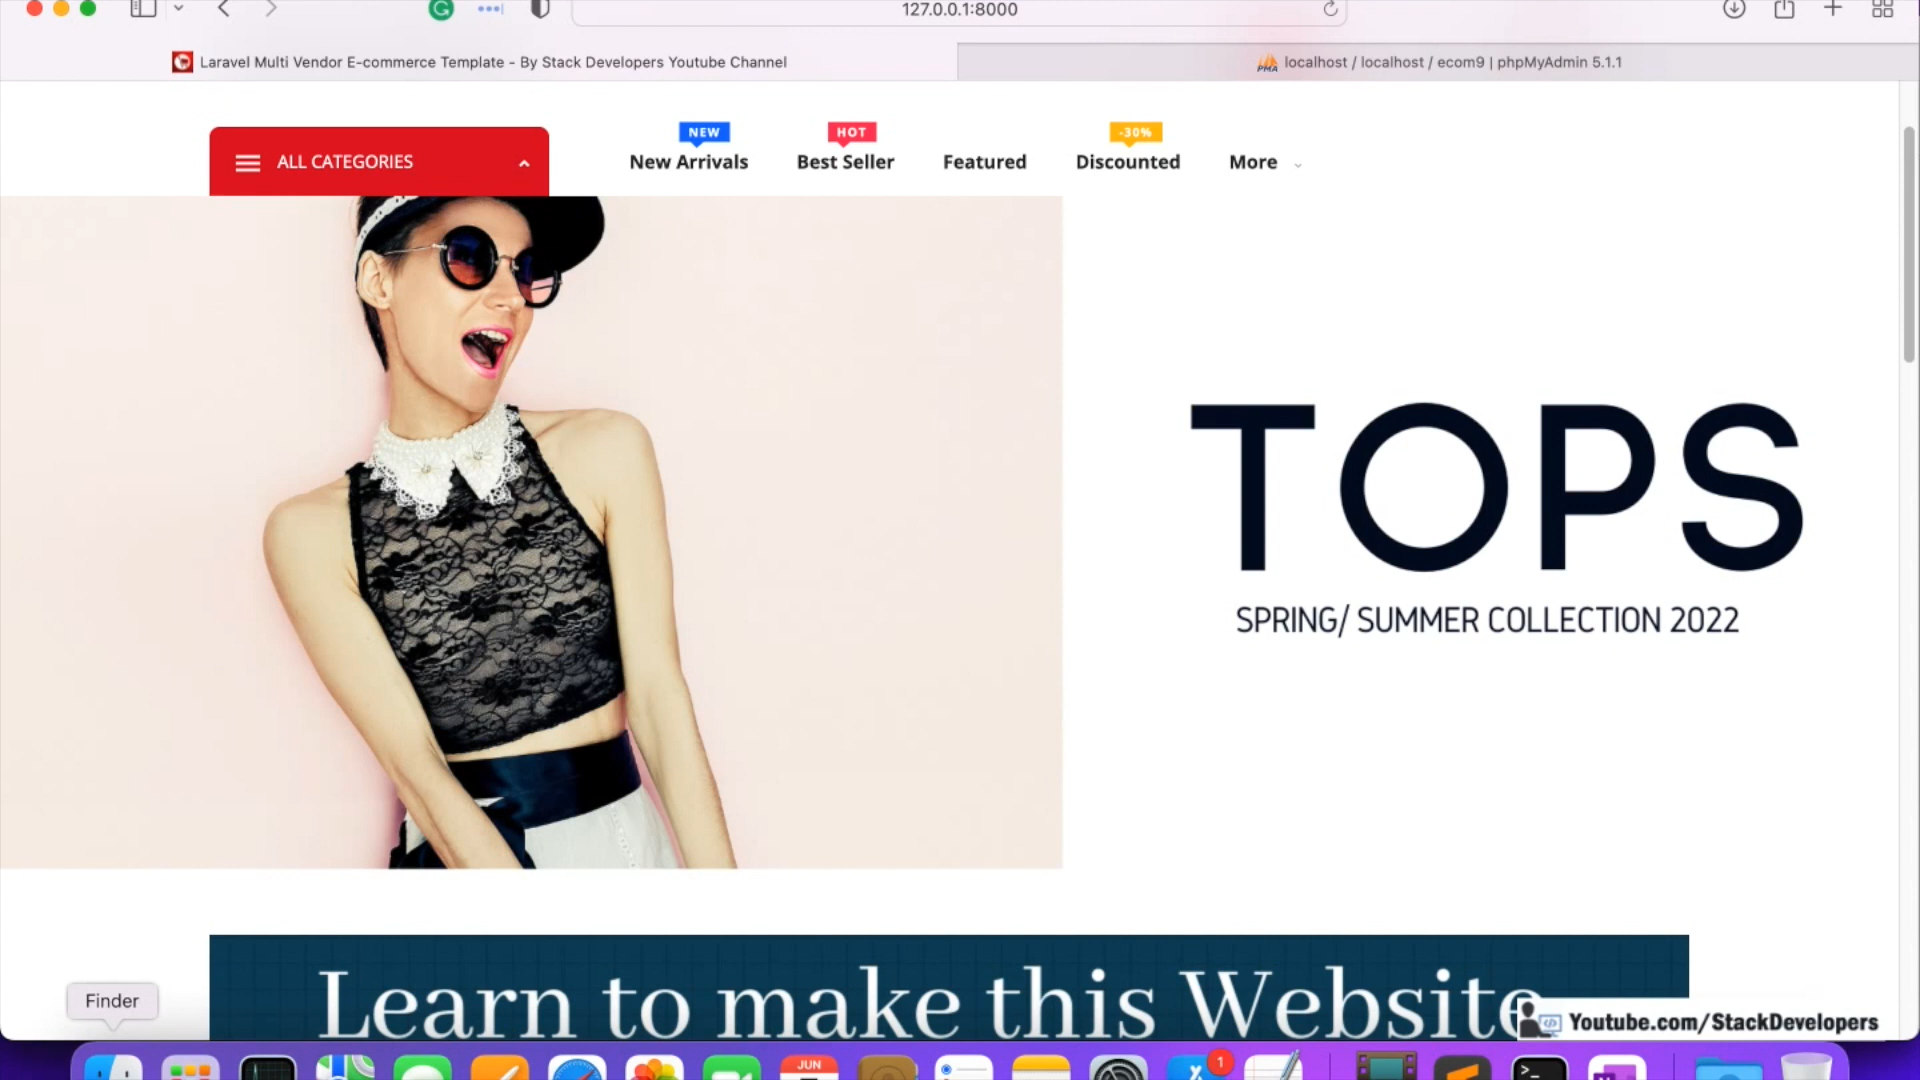 127.0.0.1:8000
Laravel Multi Vendor E-commerce Template - By Stack Developers Youtube Channel
PMA
localhost / localhost / ecom9 | phpMyAdmin 5.1.1
NEW
HOT
-30%
ALL CATEGORIES
New Arrivals
Best Seller
Featured
Discounted
More
TOPS
SPRING/ SUMMER COLLECTION 2022
Learn to make this Website
Finder
Youtube.com/StackDevelopers
JUN
1